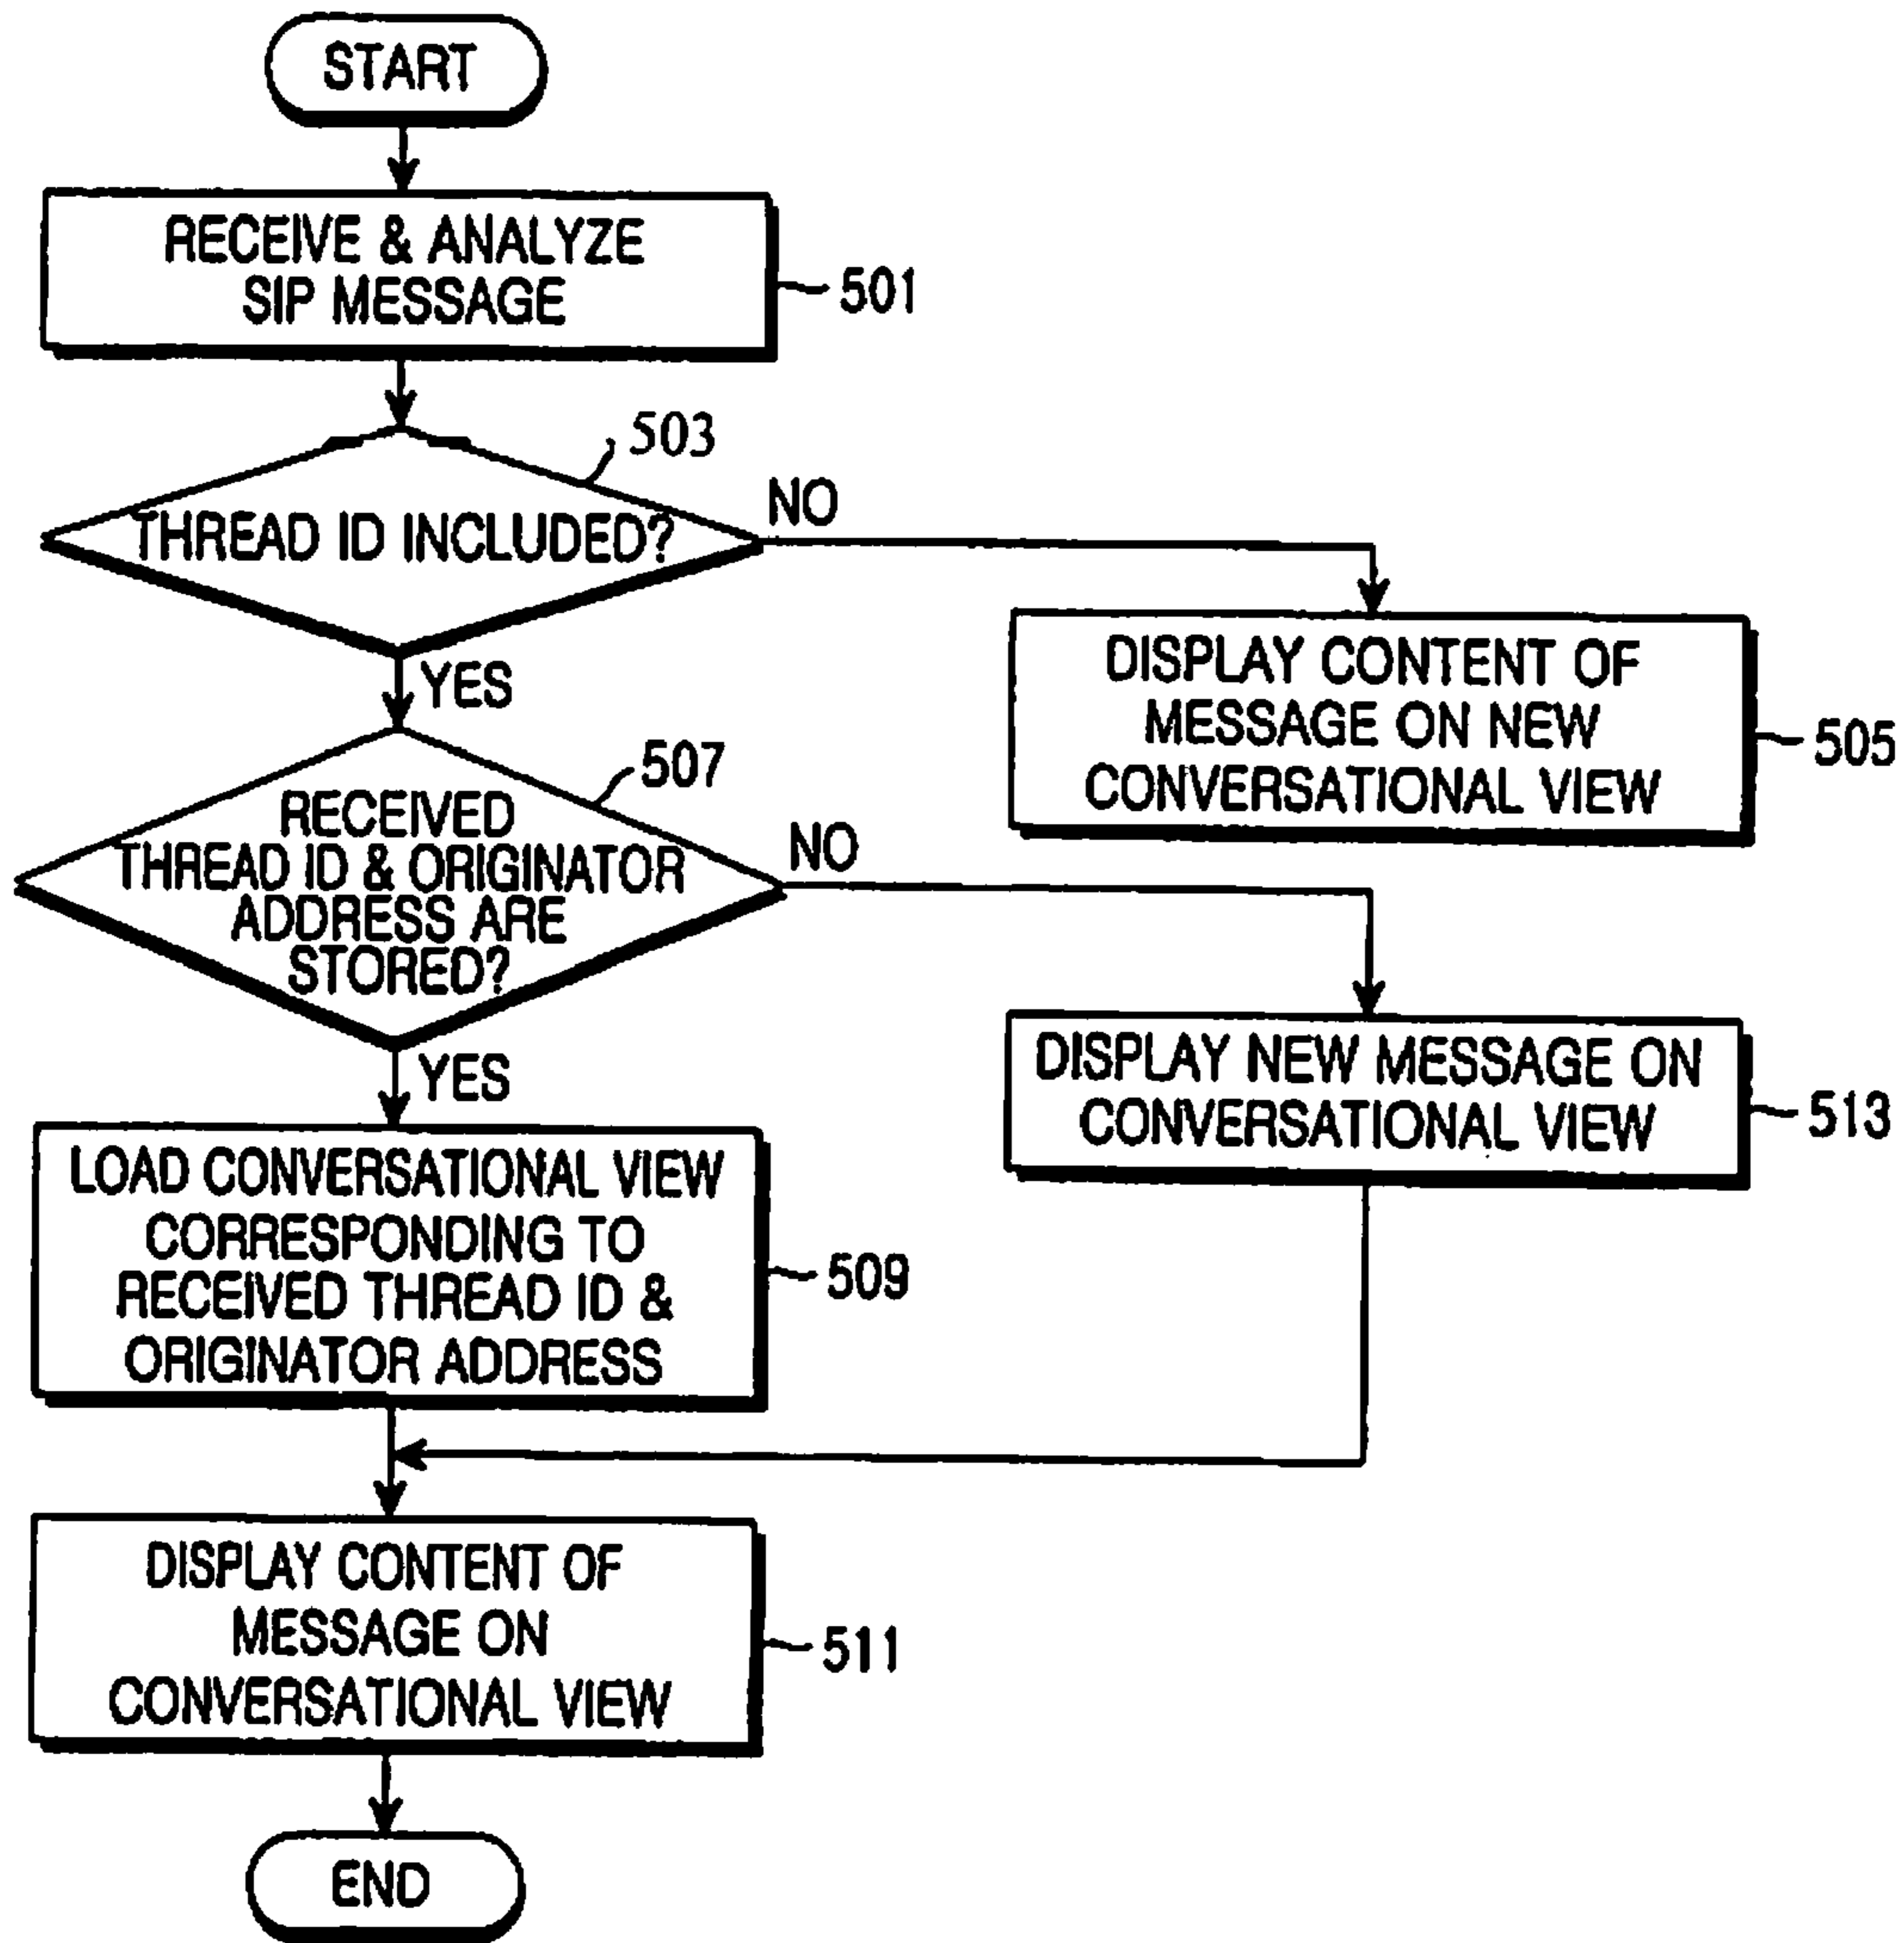 START
RECEIVE & ANALYZE
SIP MESSAGE
501
503
THREAD ID INCLUDED?
NO
YES
DISPLAY CONTENT OF
MESSAGE ON NEW
CONVERSATIONAL VIEW
505
507
RECEIVED
THREAD ID & ORIGINATOR
ADDRESS ARE
STORED?
NO
YES
DISPLAY NEW MESSAGE ON
CONVERSATIONAL VIEW
513
LOAD CONVERSATIONAL VIEW
CORRESPONDING TO
RECEIVED THREAD ID &
ORIGINATOR ADDRESS
509
DISPLAY CONTENT OF
MESSAGE ON
CONVERSATIONAL VIEW
511
END